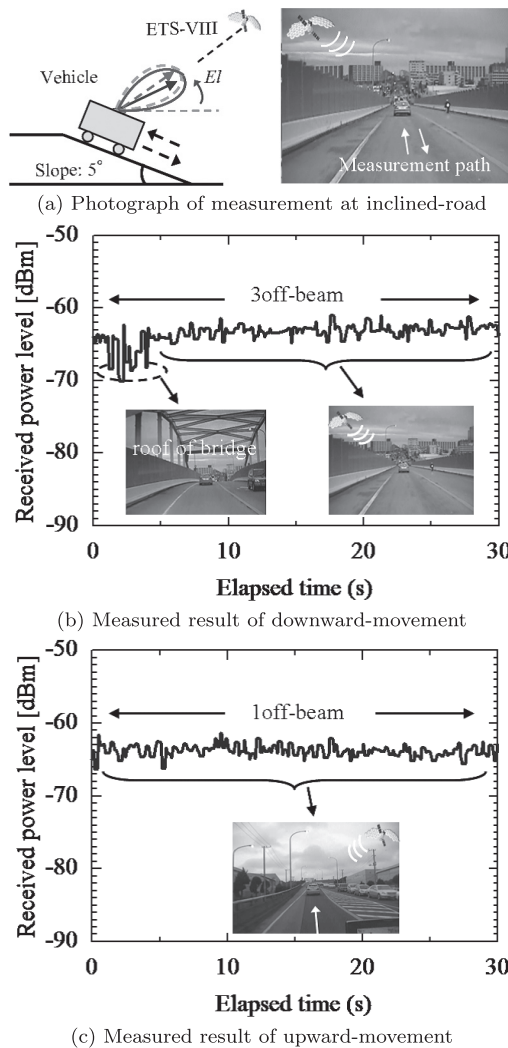 ETS-VIII
Vehicle
El
Slope: 5°
Measurement path
(a) Photograph of measurement at inclined-road
-50
-60
-70
-80
-90
Received power level [dBm]
3off-beam
roof of bridge
0 10 20 30
Elapsed time (s)
(b) Measured result of downward-movement
-50
-60
-70
-80
-90
Received power level [dBm]
1off-beam
0 10 20 30
Elapsed time (s)
(c) Measured result of upward-movement